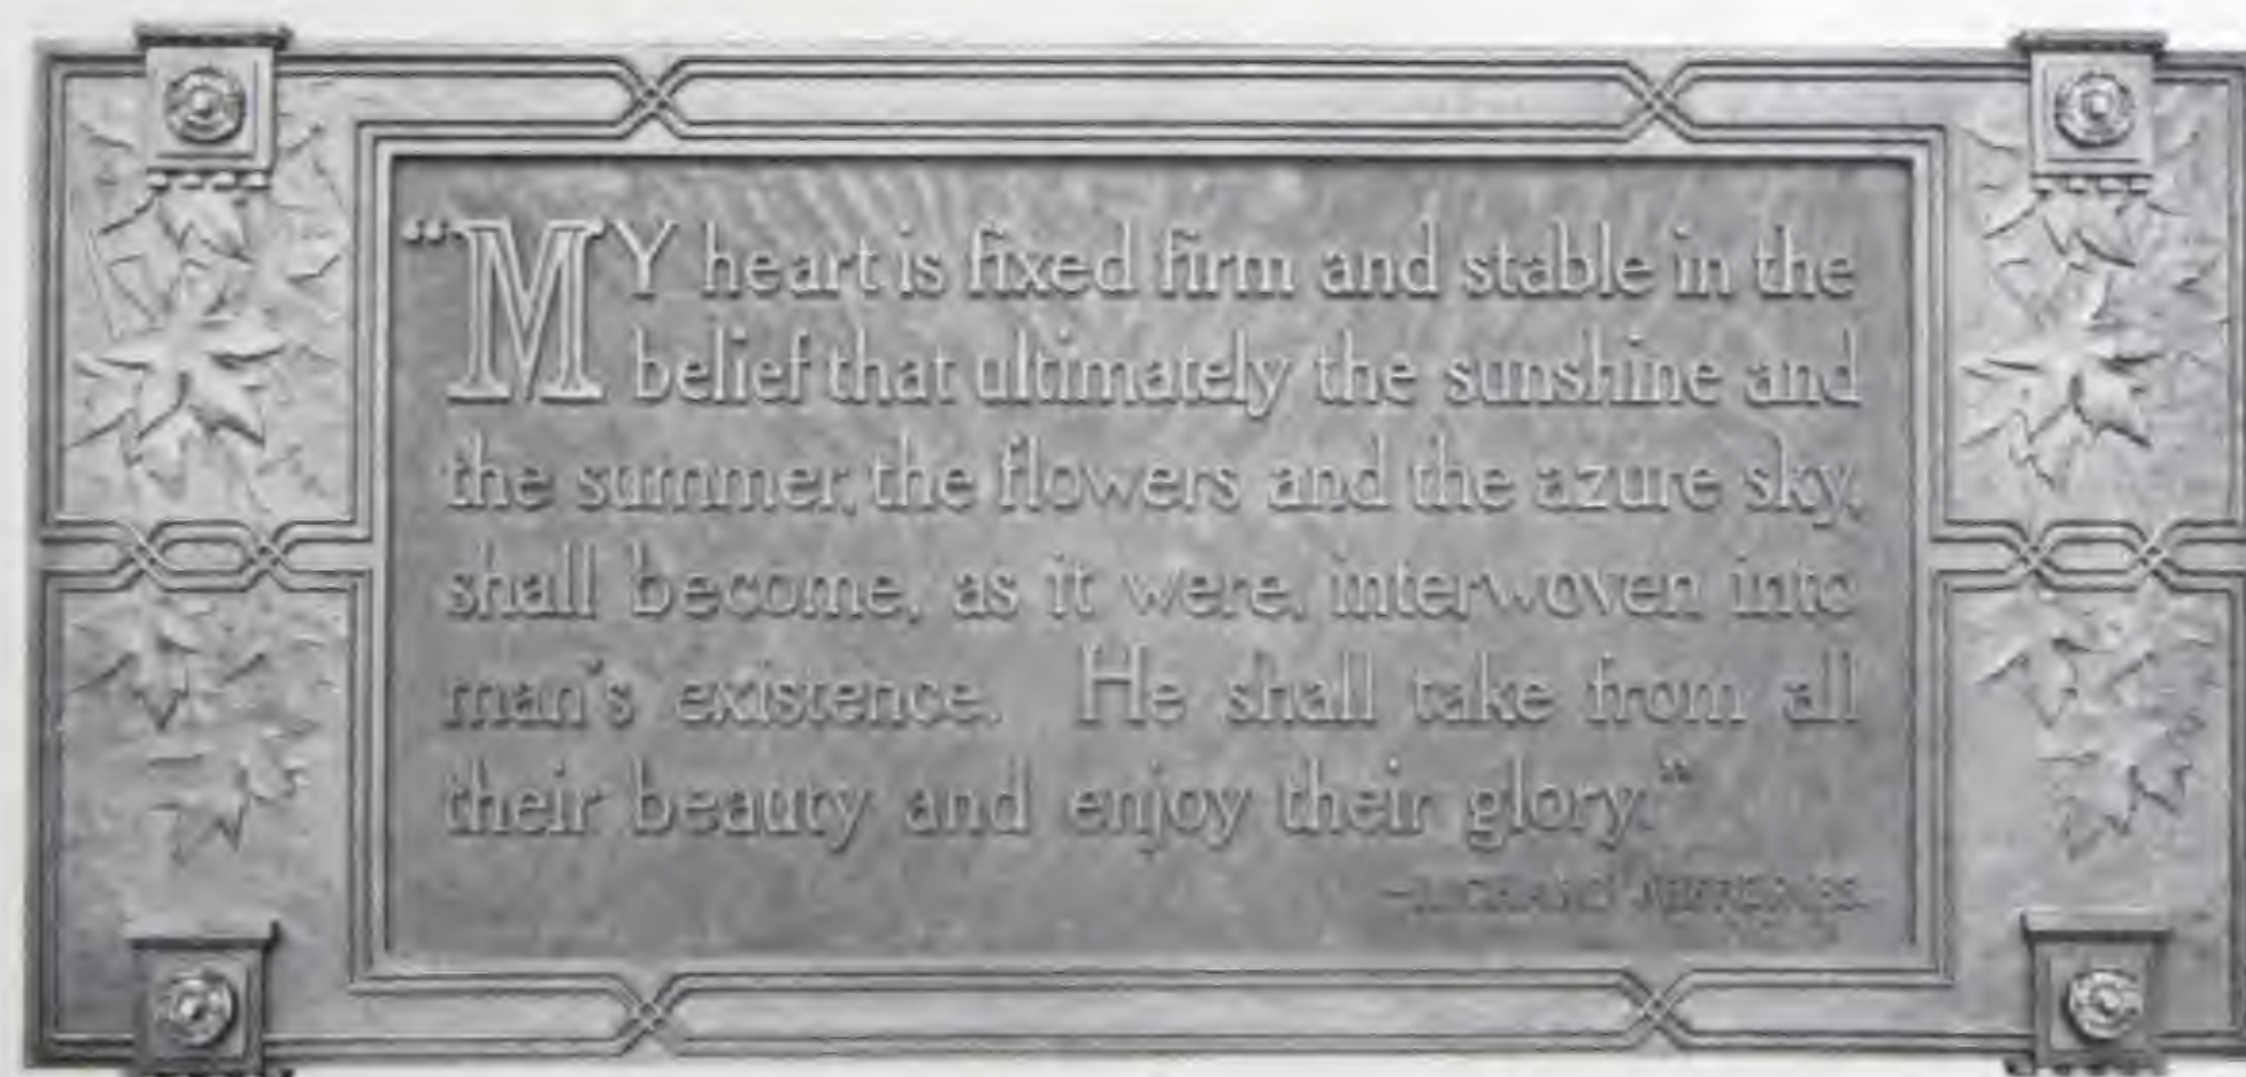 “MY heart is fixed firm and stable in the
belief that ultimately the sunshine and
the summer, the flowers and the azure sky,
shall become, as it were, interwoven into
man's existence. He shall take from all
their beauty and enjoy their glory.”
—RICHARD JEFFERIES.